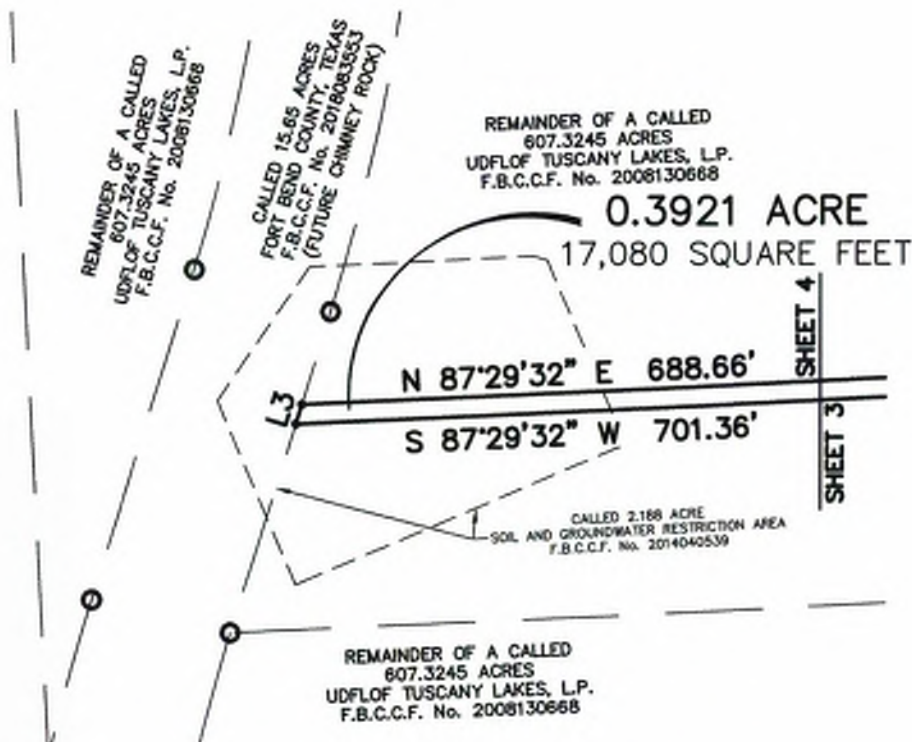 REMAINDER OF A CALLED
607.3245 ACRES
UDFLOF TUSCANY LAKES, L.P.
F.B.C.C.F. No. 2008130668
CALLED 15.65 ACRES
FORT BEND COUNTY, TEXAS
F.B.C.C.F. No. 2018083553
(FUTURE CHIMNEY ROCK)
REMAINDER OF A CALLED
607.3245 ACRES
UDFLOF TUSCANY LAKES, L.P.
F.B.C.C.F. No. 2008130668
0.3921 ACRE
17,080 SQUARE FEET
SHEET 4
N 87°29'32" E 688.66'
L3
S 87°29'32" W 701.36'
SHEET 3
CALLED 2.188 ACRE
SOIL AND GROUNDWATER RESTRICTION AREA
F.B.C.C.F. No. 2014040539
REMAINDER OF A CALLED
607.3245 ACRES
UDFLOF TUSCANY LAKES, L.P.
F.B.C.C.F. No. 2008130668